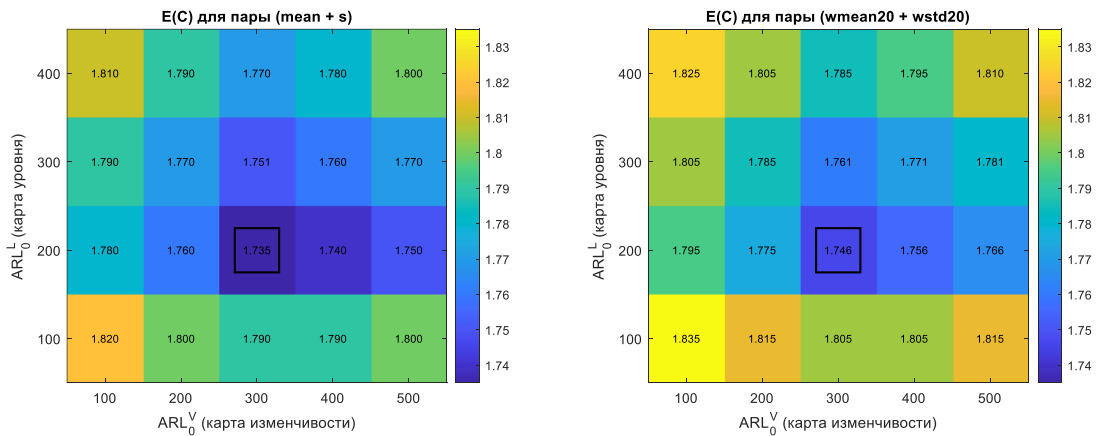 E(C) для пары (mean + s)
400
300
200
100
1.810 1.790 1.770 1.780 1.800
1.790 1.770 1.751 1.760 1.770
1.780 1.760 1.735 1.740 1.750
1.820 1.800 1.790 1.790 1.800
100 200 300 400 500
ARL₀ᴸ (карта уровня)
ARL₀ⱽ (карта изменчивости)
1.83
1.82
1.81
1.8
1.79
1.78
1.77
1.76
1.75
1.74
E(C) для пары (wmean20 + wstd20)
400
300
200
100
1.825 1.805 1.785 1.795 1.810
1.805 1.785 1.761 1.771 1.781
1.795 1.775 1.746 1.756 1.766
1.835 1.815 1.805 1.805 1.815
100 200 300 400 500
ARL₀ᴸ (карта уровня)
ARL₀ⱽ (карта изменчивости)
1.83
1.82
1.81
1.8
1.79
1.78
1.77
1.76
1.75
1.74